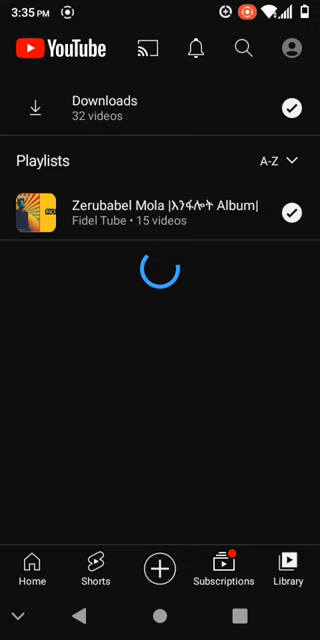 3:35 PM
YouTube
Downloads
32 videos
Playlists
A-Z
Zerubabel Mola |እንፋሎት Album|
Fidel Tube • 15 videos
Home
Shorts
Subscriptions
Library